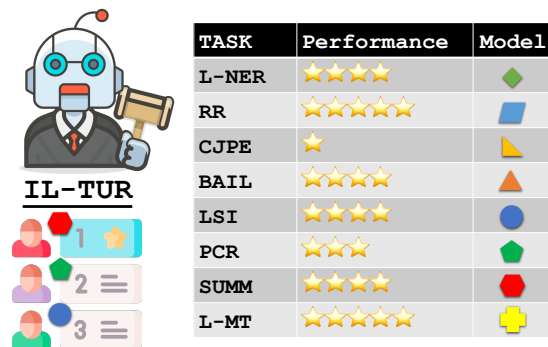 IL-TUR
1
2
3
TASK Performance Model
L-NER
RR
CJPE
BAIL
LSI
PCR
SUMM
L-MT